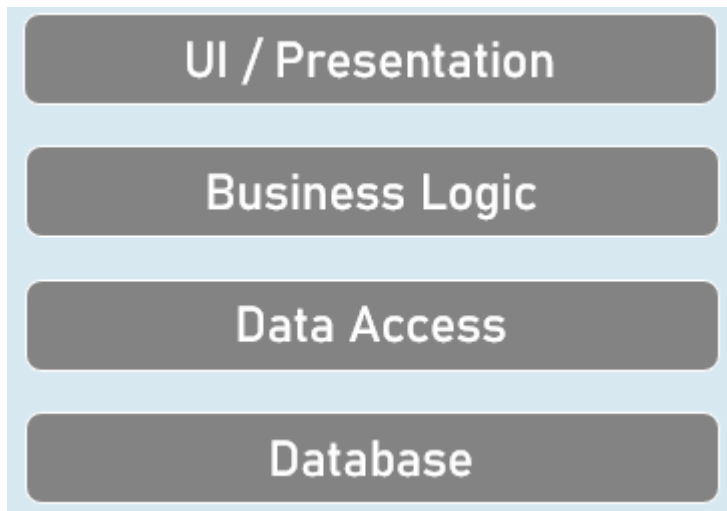 UI / Presentation
Business Logic
Data Access
Database